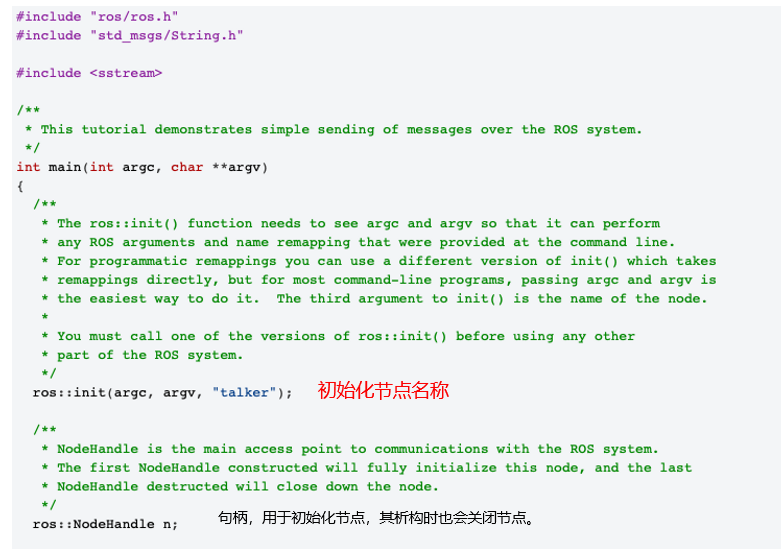 #include "ros/ros.h"
#include "std_msgs/String.h"
#include <sstream>
/**
* This tutorial demonstrates simple sending of messages over the ROS system.
*/
int main(int argc, char **argv)
{
/**
* The ros::init() function needs to see argc and argv so that it can perform
* any ROS arguments and name remapping that were provided at the command line.
* For programmatic remappings you can use a different version of init() which takes
* remappings directly, but for most command-line programs, passing argc and argv is
* the easiest way to do it.  The third argument to init() is the name of the node.
*
* You must call one of the versions of ros::init() before using any other
* part of the ROS system.
*/
ros::init(argc, argv, "talker"); 初始化节点名称
/**
* NodeHandle is the main access point to communications with the ROS system.
* The first NodeHandle constructed will fully initialize this node, and the last
* NodeHandle destructed will close down the node.
*/
ros::NodeHandle n; 句柄，用于初始化节点，其析构时也会关闭节点。